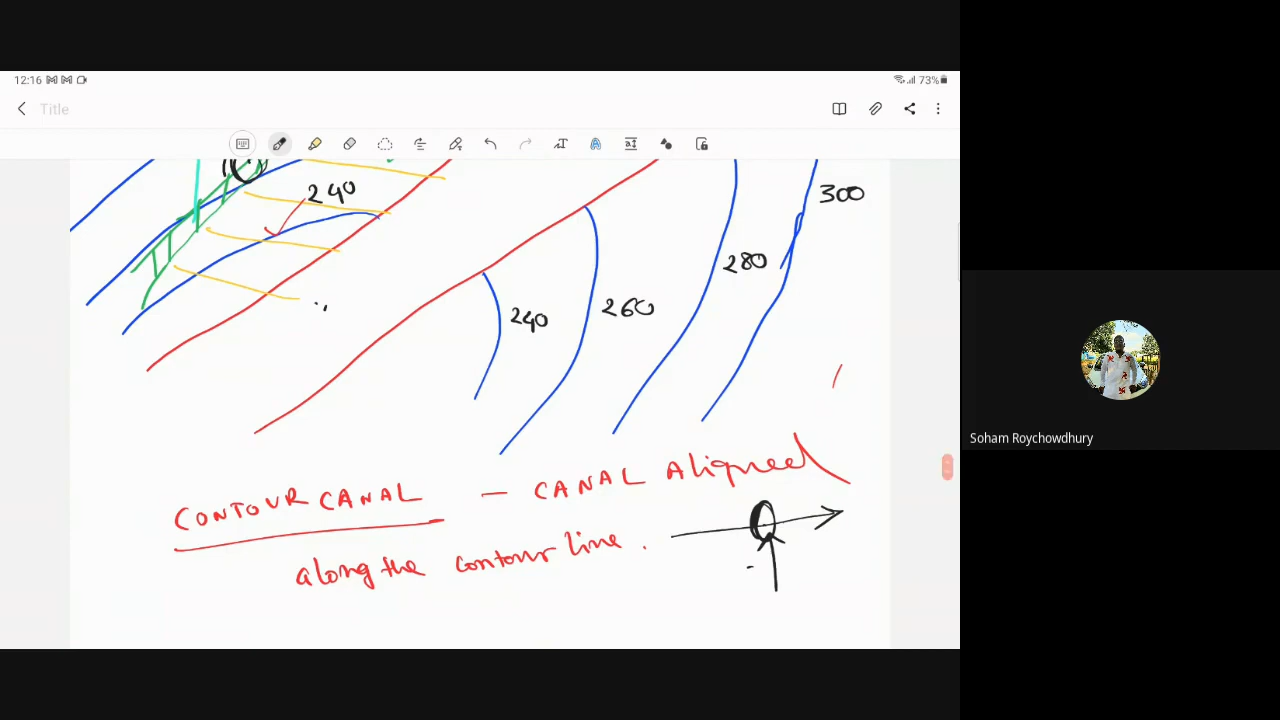 12:16
73%
Title
240
300
280
260
240
CONTOUR CANAL — CANAL Aligned
along the contour line.
Soham Roychowdhury